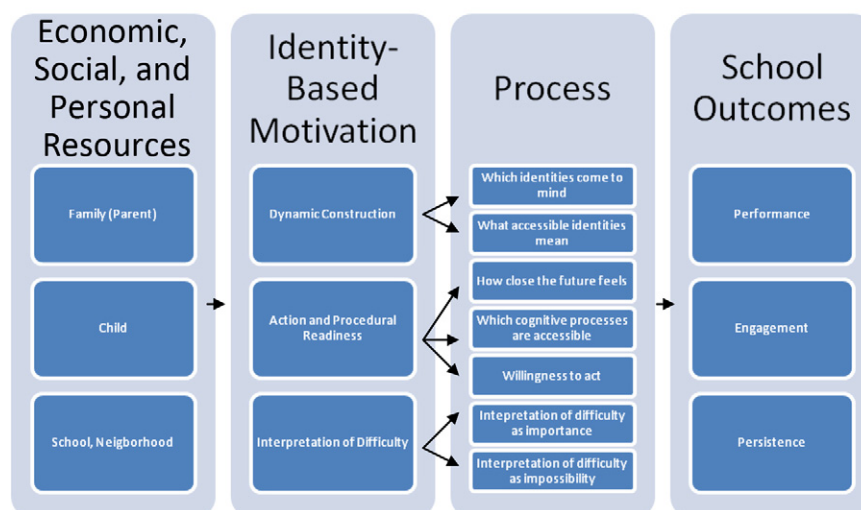 Economic,
Social, and
Personal
Resources
Family (Parent)
Child
School, Neigborhood
Identity-
Based
Motivation
Dynamic Construction
Action and Procedural
Readiness
Interpretation of Difficulty
Process
Which identities come to
mind
What accessible identities
mean
How close the future feels
Which cognitive processes
are accessible
Willingness to act
Intepretation of difficulty
as importance
Interpretation of difficulty
as impossibility
School
Outcomes
Performance
Engagement
Persistence